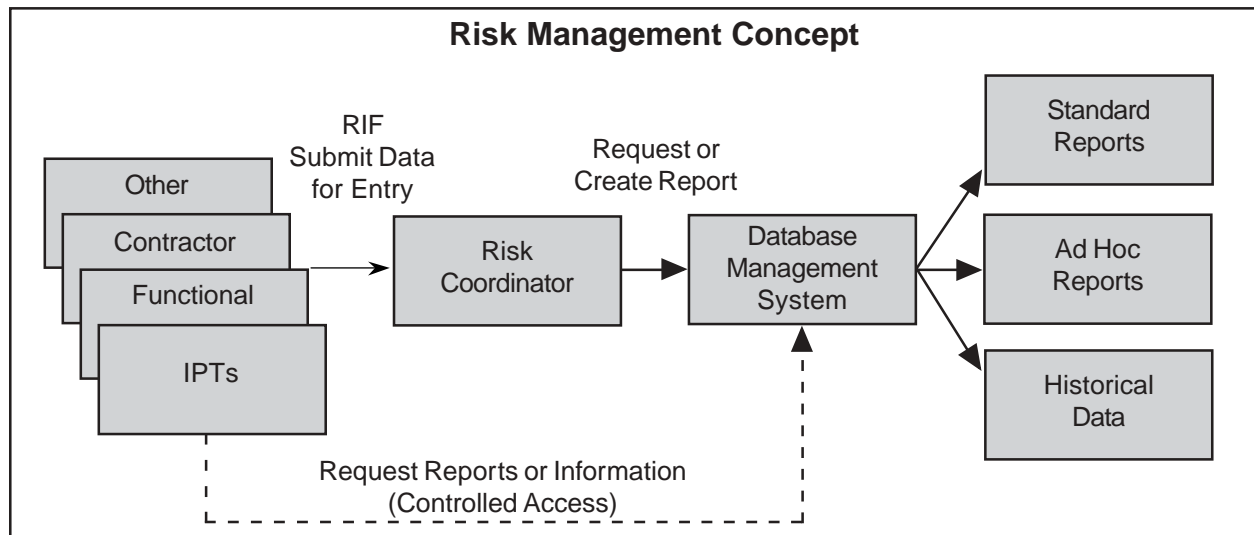 Risk Management Concept
RIF
Submit Data
for Entry
Request or
Create Report
Other
Contractor
Functional
IPTs
Risk
Coordinator
Database
Management
System
Standard
Reports
Ad Hoc
Reports
Historical
Data
Request Reports or Information
(Controlled Access)